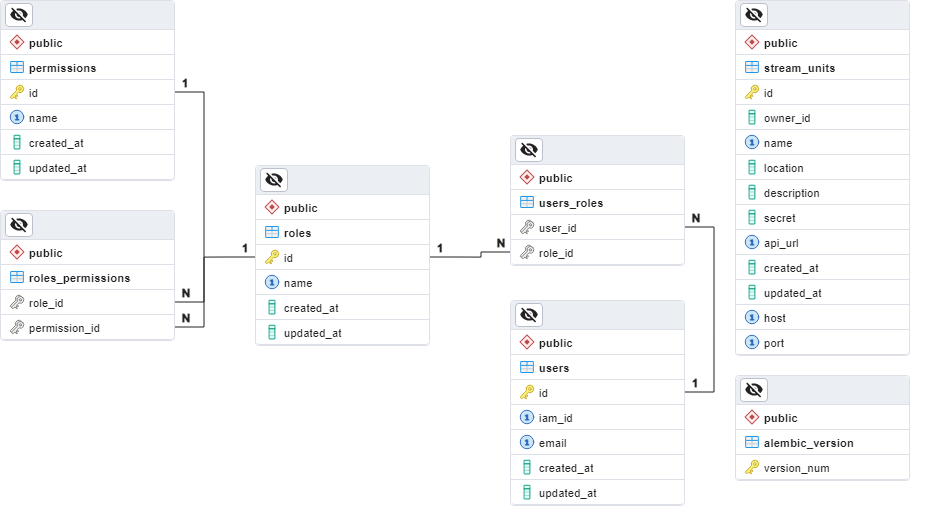 public
permissions
id
name
created_at
updated_at
1
public
roles_permissions
role_id
permission_id
N
N
1
public
roles
id
name
created_at
updated_at
1
N
public
users_roles
user_id
role_id
N
public
users
id
iam_id
email
created_at
updated_at
1
public
stream_units
id
owner_id
name
location
description
secret
api_url
created_at
updated_at
host
port
public
alembic_version
version_num